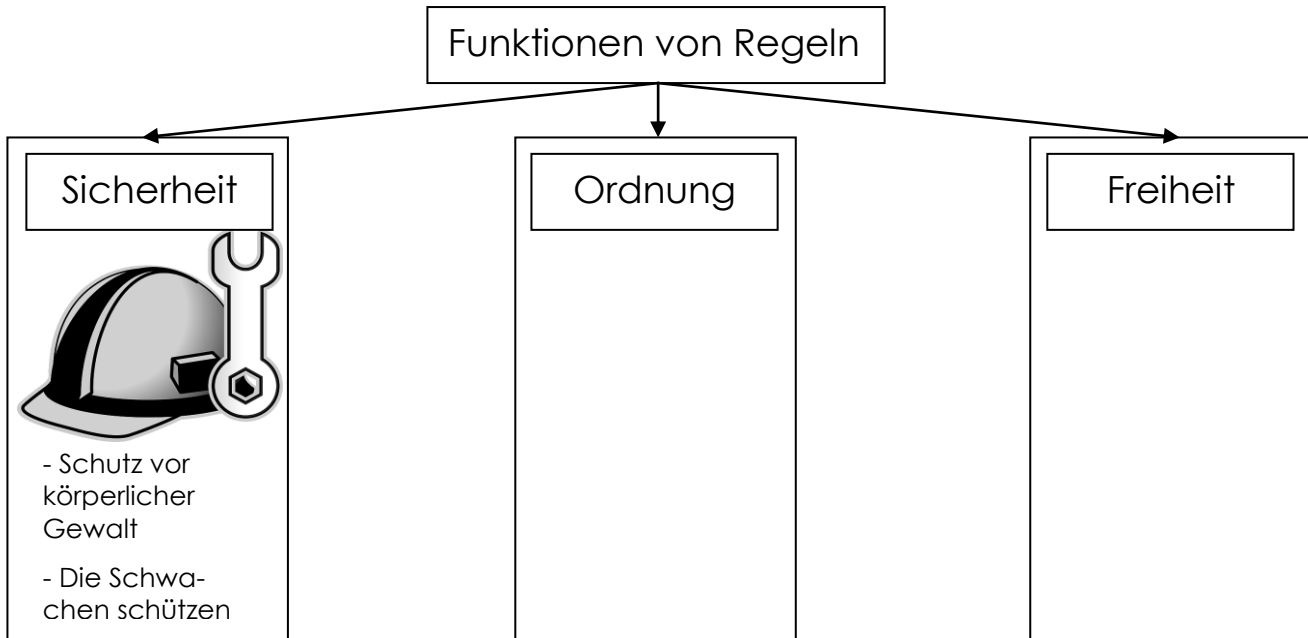 Funktionen von Regeln
Sicherheit
Ordnung
Freiheit
- Schutz vor
körperlicher
Gewalt
- Die Schwa-
chen schützen